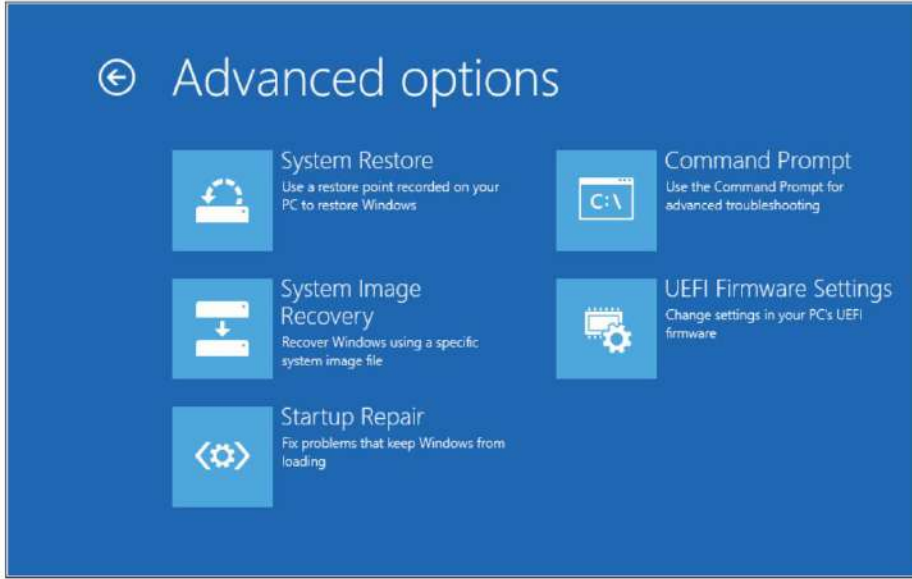 Advanced options
System Restore
Use a restore point recorded on your
PC to restore Windows
System Image
Recovery
Recover Windows using a specific
system image file
Startup Repair
Fix problems that keep Windows from
loading
Command Prompt
Use the Command Prompt for
advanced troubleshooting
C:\
UEFI Firmware Settings
Change settings in your PC's UEFI
firmware